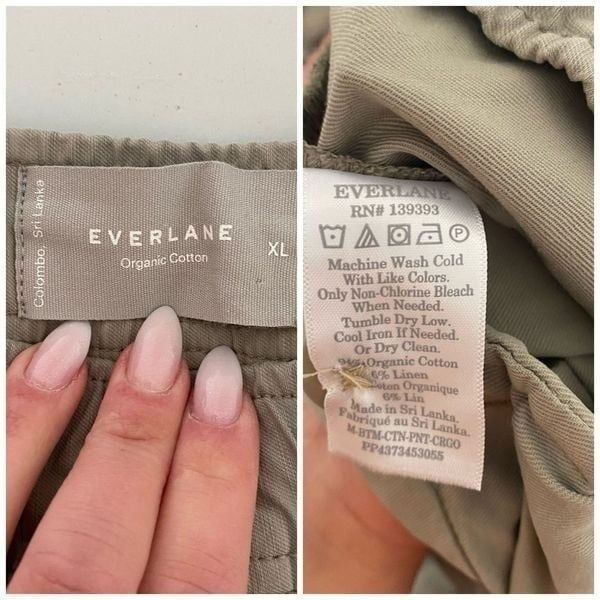 Colombo, Sri Lanka
EVERLANE
Organic Cotton
XL
EVERLANE
RN# 139393
Machine Wash Cold
With Like Colors.
Only Non-Chlorine Bleach
When Needed.
Tumble Dry Low.
Cool Iron If Needed.
Or Dry Clean.
Organic Cotton
6% Linen
Organique
6% Lin
Made in Sri Lanka.
Fabriqué au Sri Lanka.
M-BTM-CTN-PNT-CRGO
PP4373453055